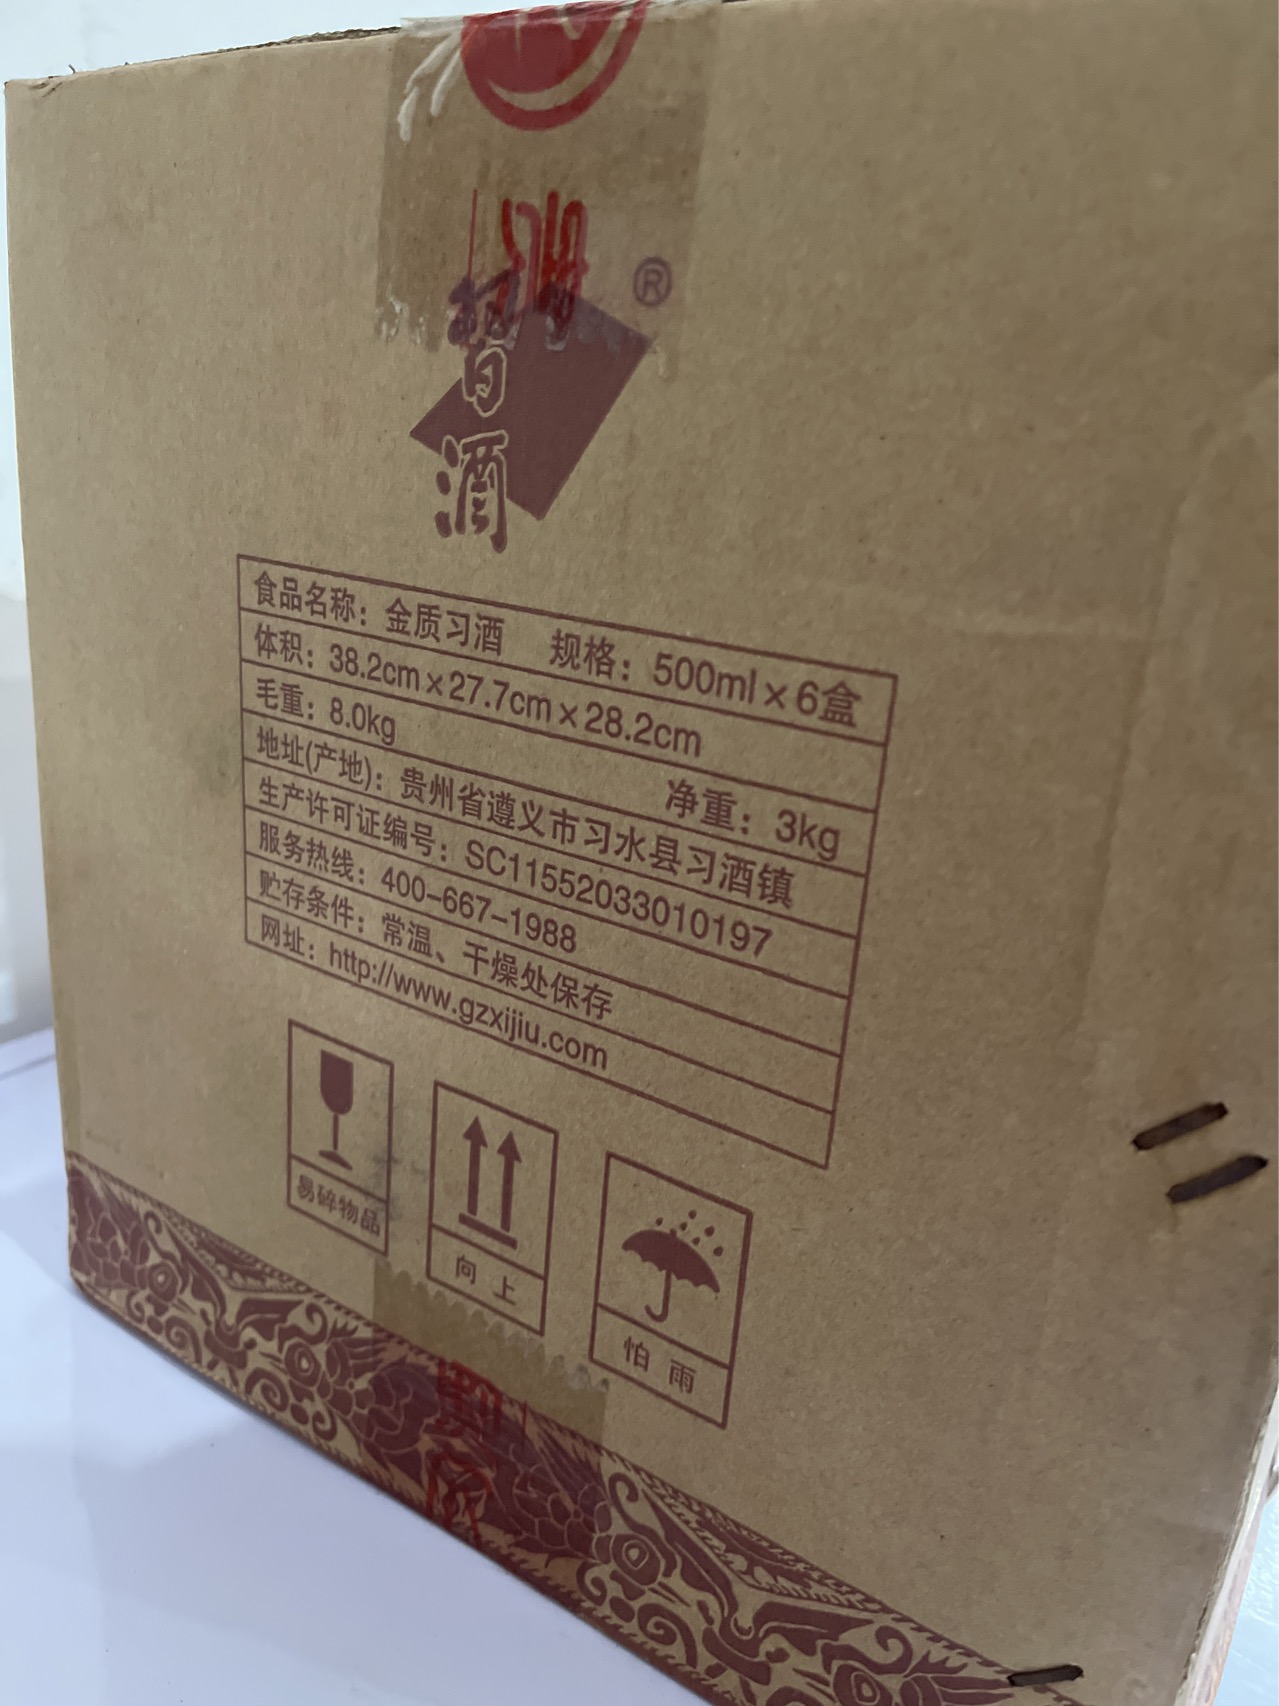 習
酒
®
食品名称：金质习酒 规格：500ml×6盒
体积：38.2cm×27.7cm×28.2cm
毛重：8.0kg 净重：3kg
地址(产地)：贵州省遵义市习水县习酒镇
生产许可证编号：SC11552033010197
服务热线：400-667-1988
贮存条件：常温、干燥处保存
网址：http://www.gzxijiu.com
易碎物品
向上
怕雨